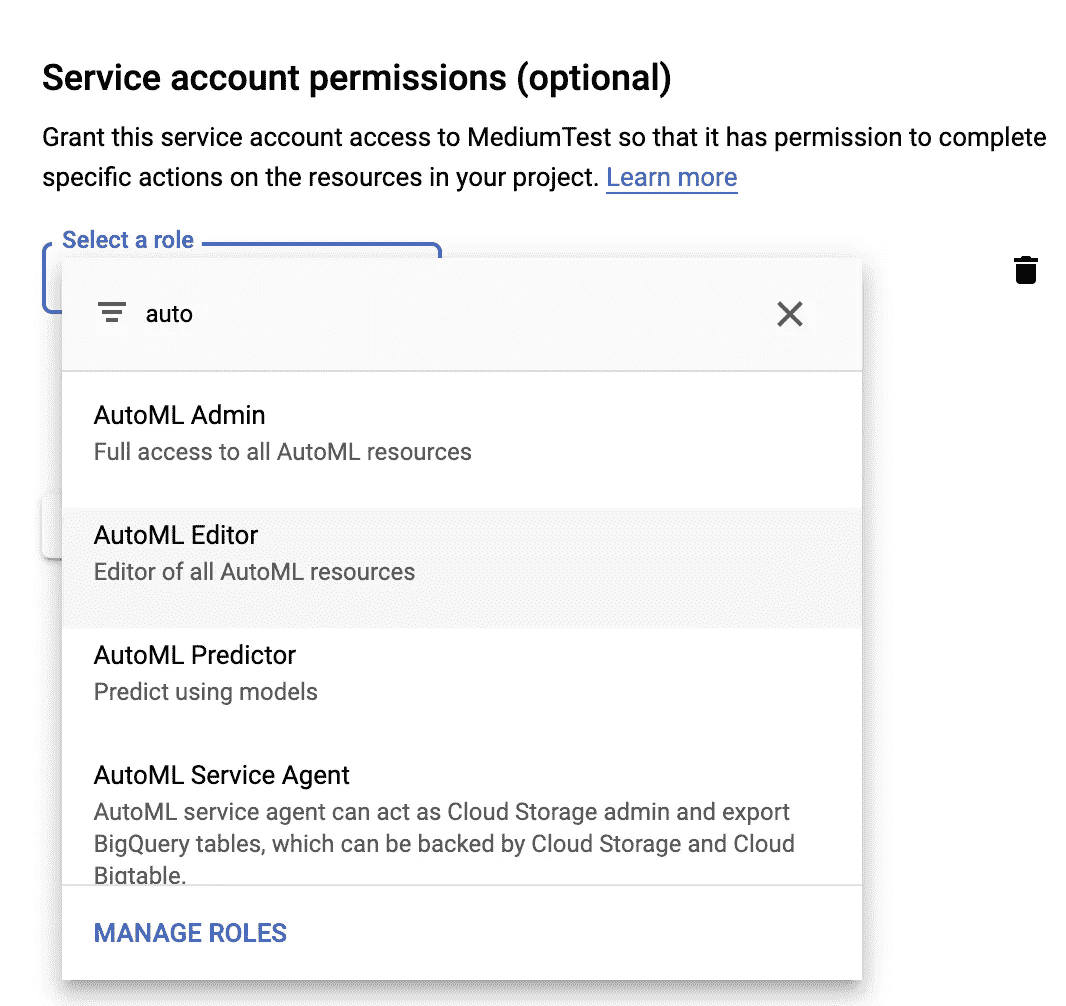 Service account permissions (optional)
Grant this service account access to MediumTest so that it has permission to complete
specific actions on the resources in your project. Learn more
Select a role
auto
AutoML Admin
Full access to all AutoML resources
AutoML Editor
Editor of all AutoML resources
AutoML Predictor
Predict using models
AutoML Service Agent
AutoML service agent can act as Cloud Storage admin and export
BigQuery tables, which can be backed by Cloud Storage and Cloud
Bigtable.
MANAGE ROLES